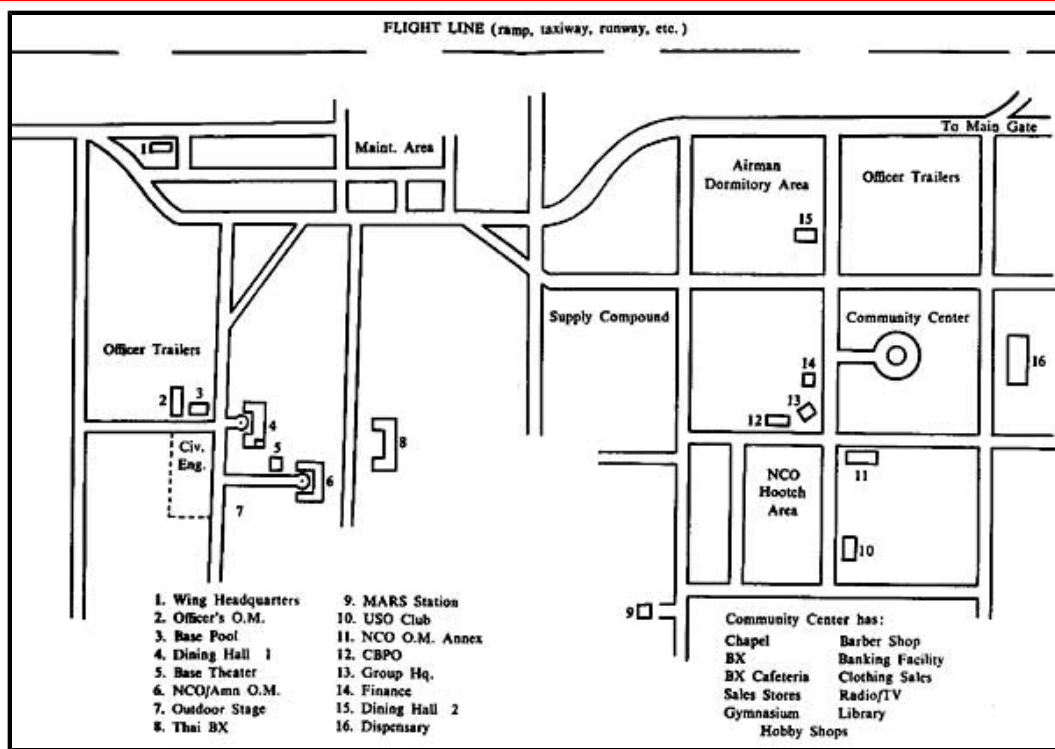 FLIGHT LINE (ramp, taxiway, runway, etc.)
To Main Gate
1
Maint. Area
Airman
Dormitory Area
Officer Trailers
15
Supply Compound
Community Center
Officer Trailers
14
16
2
3
13
12
4
8
Civ.
Eng.
5
6
11
NCO
Hootch
Area
7
10
9
1. Wing Headquarters
2. Officer's O.M.
3. Base Pool
4. Dining Hall 1
5. Base Theater
6. NCO/Amn O.M.
7. Outdoor Stage
8. Thai BX
9. MARS Station
10. USO Club
11. NCO O.M. Annex
12. CBPO
13. Group Hq.
14. Finance
15. Dining Hall 2
16. Dispensary
Community Center has:
Chapel
BX
BX Cafeteria
Sales Stores
Gymnasium
Barber Shop
Banking Facility
Clothing Sales
Radio/TV
Library
Hobby Shops